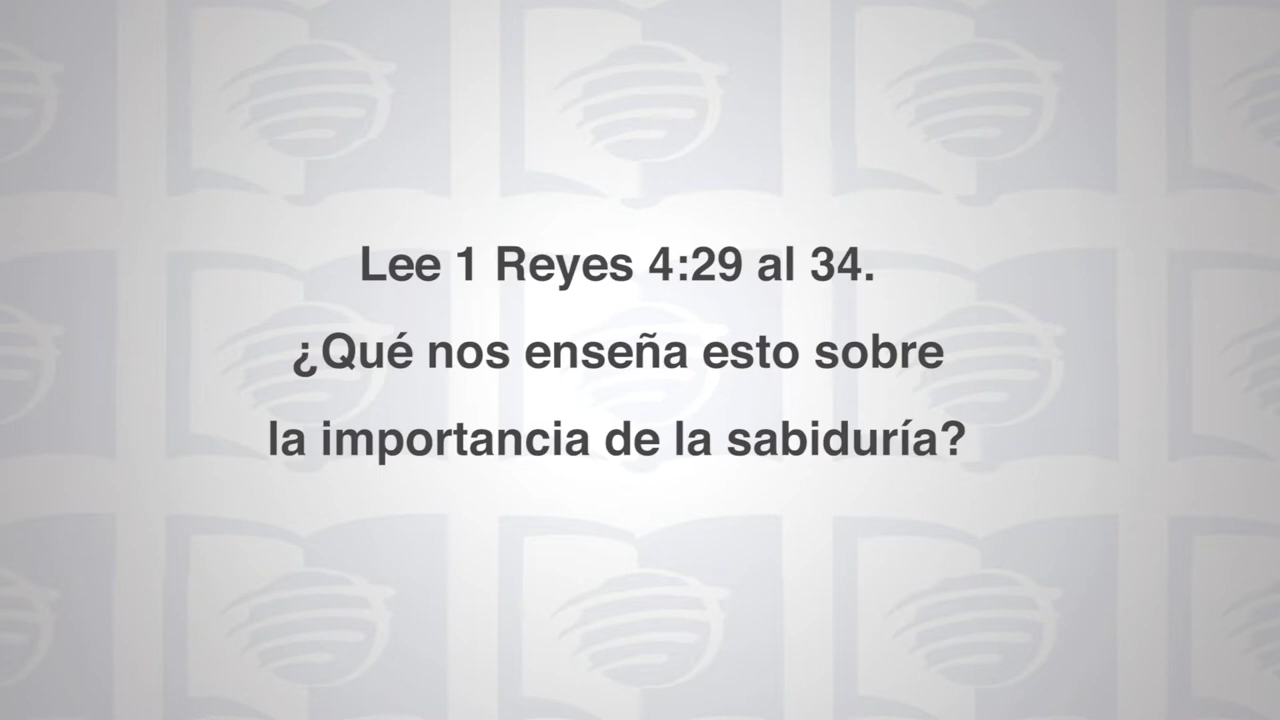 Lee 1 Reyes 4:29 al 34.
¿Qué nos enseña esto sobre
la importancia de la sabiduría?